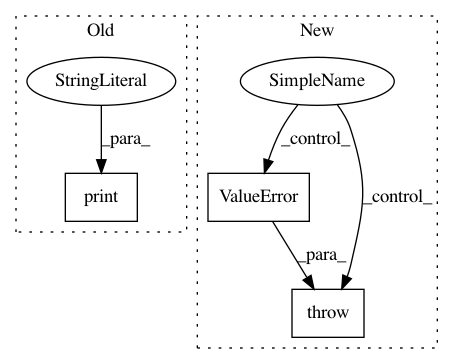 Old
New
StringLiteral
SimpleName
_para_
_control_
print
ValueError
_control_
_para_
throw